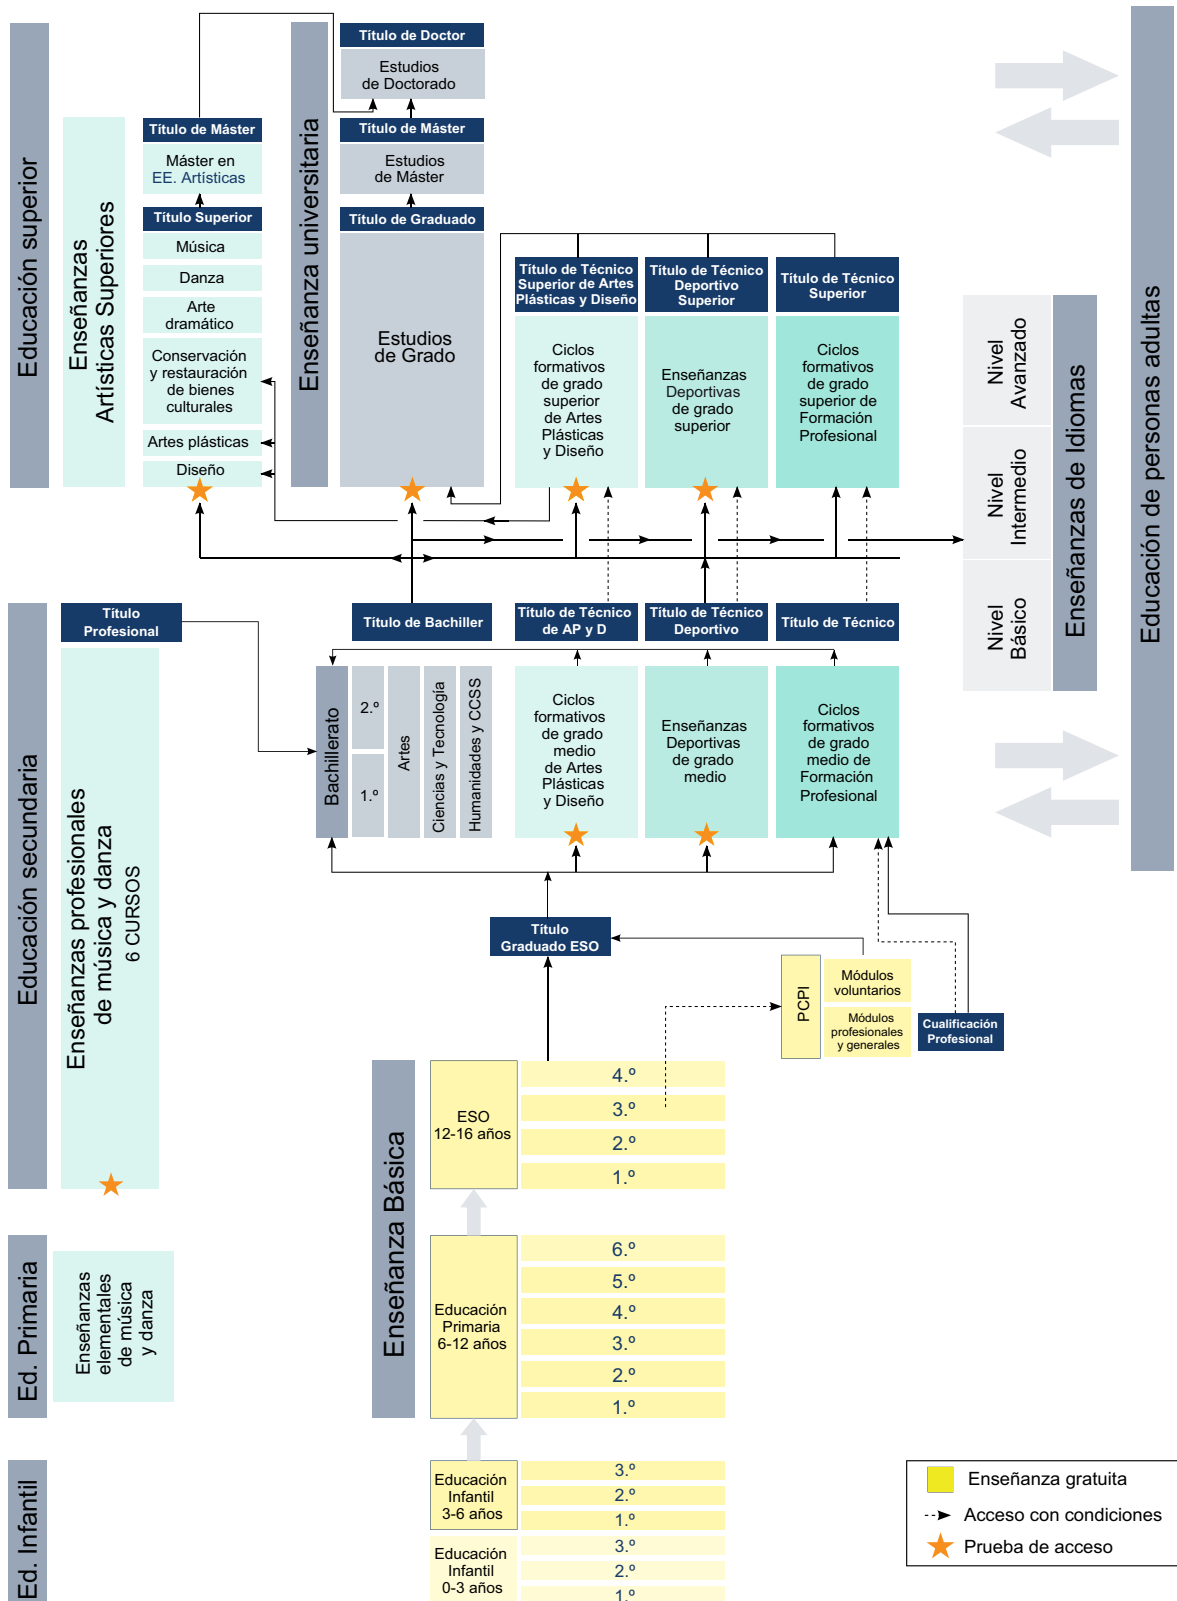 Educación superior
Enseñanzas
Artísticas Superiores
Título de Máster
Máster en
EE. Artísticas
Título Superior
Música
Danza
Arte
dramático
Conservación
y restauración
de bienes
culturales
Artes plásticas
Diseño
Enseñanza universitaria
Título de Doctor
Estudios
de Doctorado
Título de Máster
Estudios
de Máster
Título de Graduado
Estudios
de Grado
Título de Técnico
Superior de Artes
Plásticas y Diseño
Ciclos
formativos
de grado
superior
de Artes
Plásticas
y Diseño
Título de Técnico
Deportivo
Superior
Enseñanzas
Deportivas
de grado
superior
Título de Técnico
Superior
Ciclos
formativos
de grado
superior de
Formación
Profesional
Nivel
Avanzado
Nivel
Intermedio
Nivel
Básico
Enseñanzas de Idiomas
Educación de personas adultas
Educación secundaria
Título
Profesional
Enseñanzas profesionales
de música y danza
6 CURSOS
Título de Bachiller
Bachillerato
2.º
1.º
Artes
Ciencias y Tecnología
Humanidades y CCSS
Título de Técnico
de AP y D
Ciclos
formativos
de grado
medio
de Artes
Plásticas
y Diseño
Título de Técnico
Deportivo
Enseñanzas
Deportivas
de grado
medio
Título de Técnico
Ciclos
formativos
de grado
medio de
Formación
Profesional
Título
Graduado ESO
PCPI
Módulos
voluntarios
Módulos
profesionales
y generales
Cualificación
Profesional
Enseñanza Básica
ESO
12-16 años
4.º
3.º
2.º
1.º
Ed. Primaria
Enseñanzas
elementales
de música
y danza
Educación
Primaria
6-12 años
6.º
5.º
4.º
3.º
2.º
1.º
Ed. Infantil
Educación
Infantil
3-6 años
3.º
2.º
1.º
Educación
Infantil
0-3 años
3.º
2.º
1.º
Enseñanza gratuita
Acceso con condiciones
Prueba de acceso